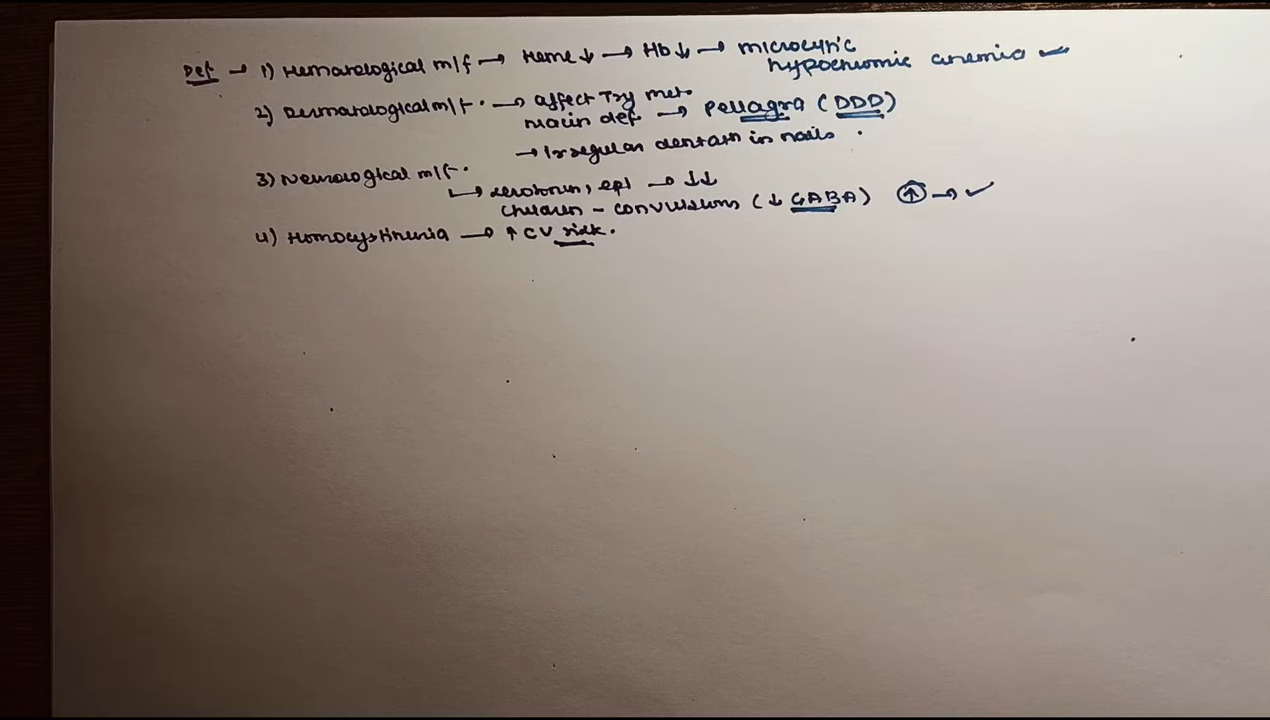 Def → 1) Hematological m/f → Heme ↓ → Hb ↓ → microcytic
hypochromic anemia
2) Dermatological m/f. → affect Try met.
niacin def. → Pellagra (DDD)
→ Irregular in nails
3) Neurological m/f.
↳ serotonin, epi → ↓↓
children - convulsions (↓ GABA) ↑ → ✓
4) Homocystinuria → ↑ CV risk.